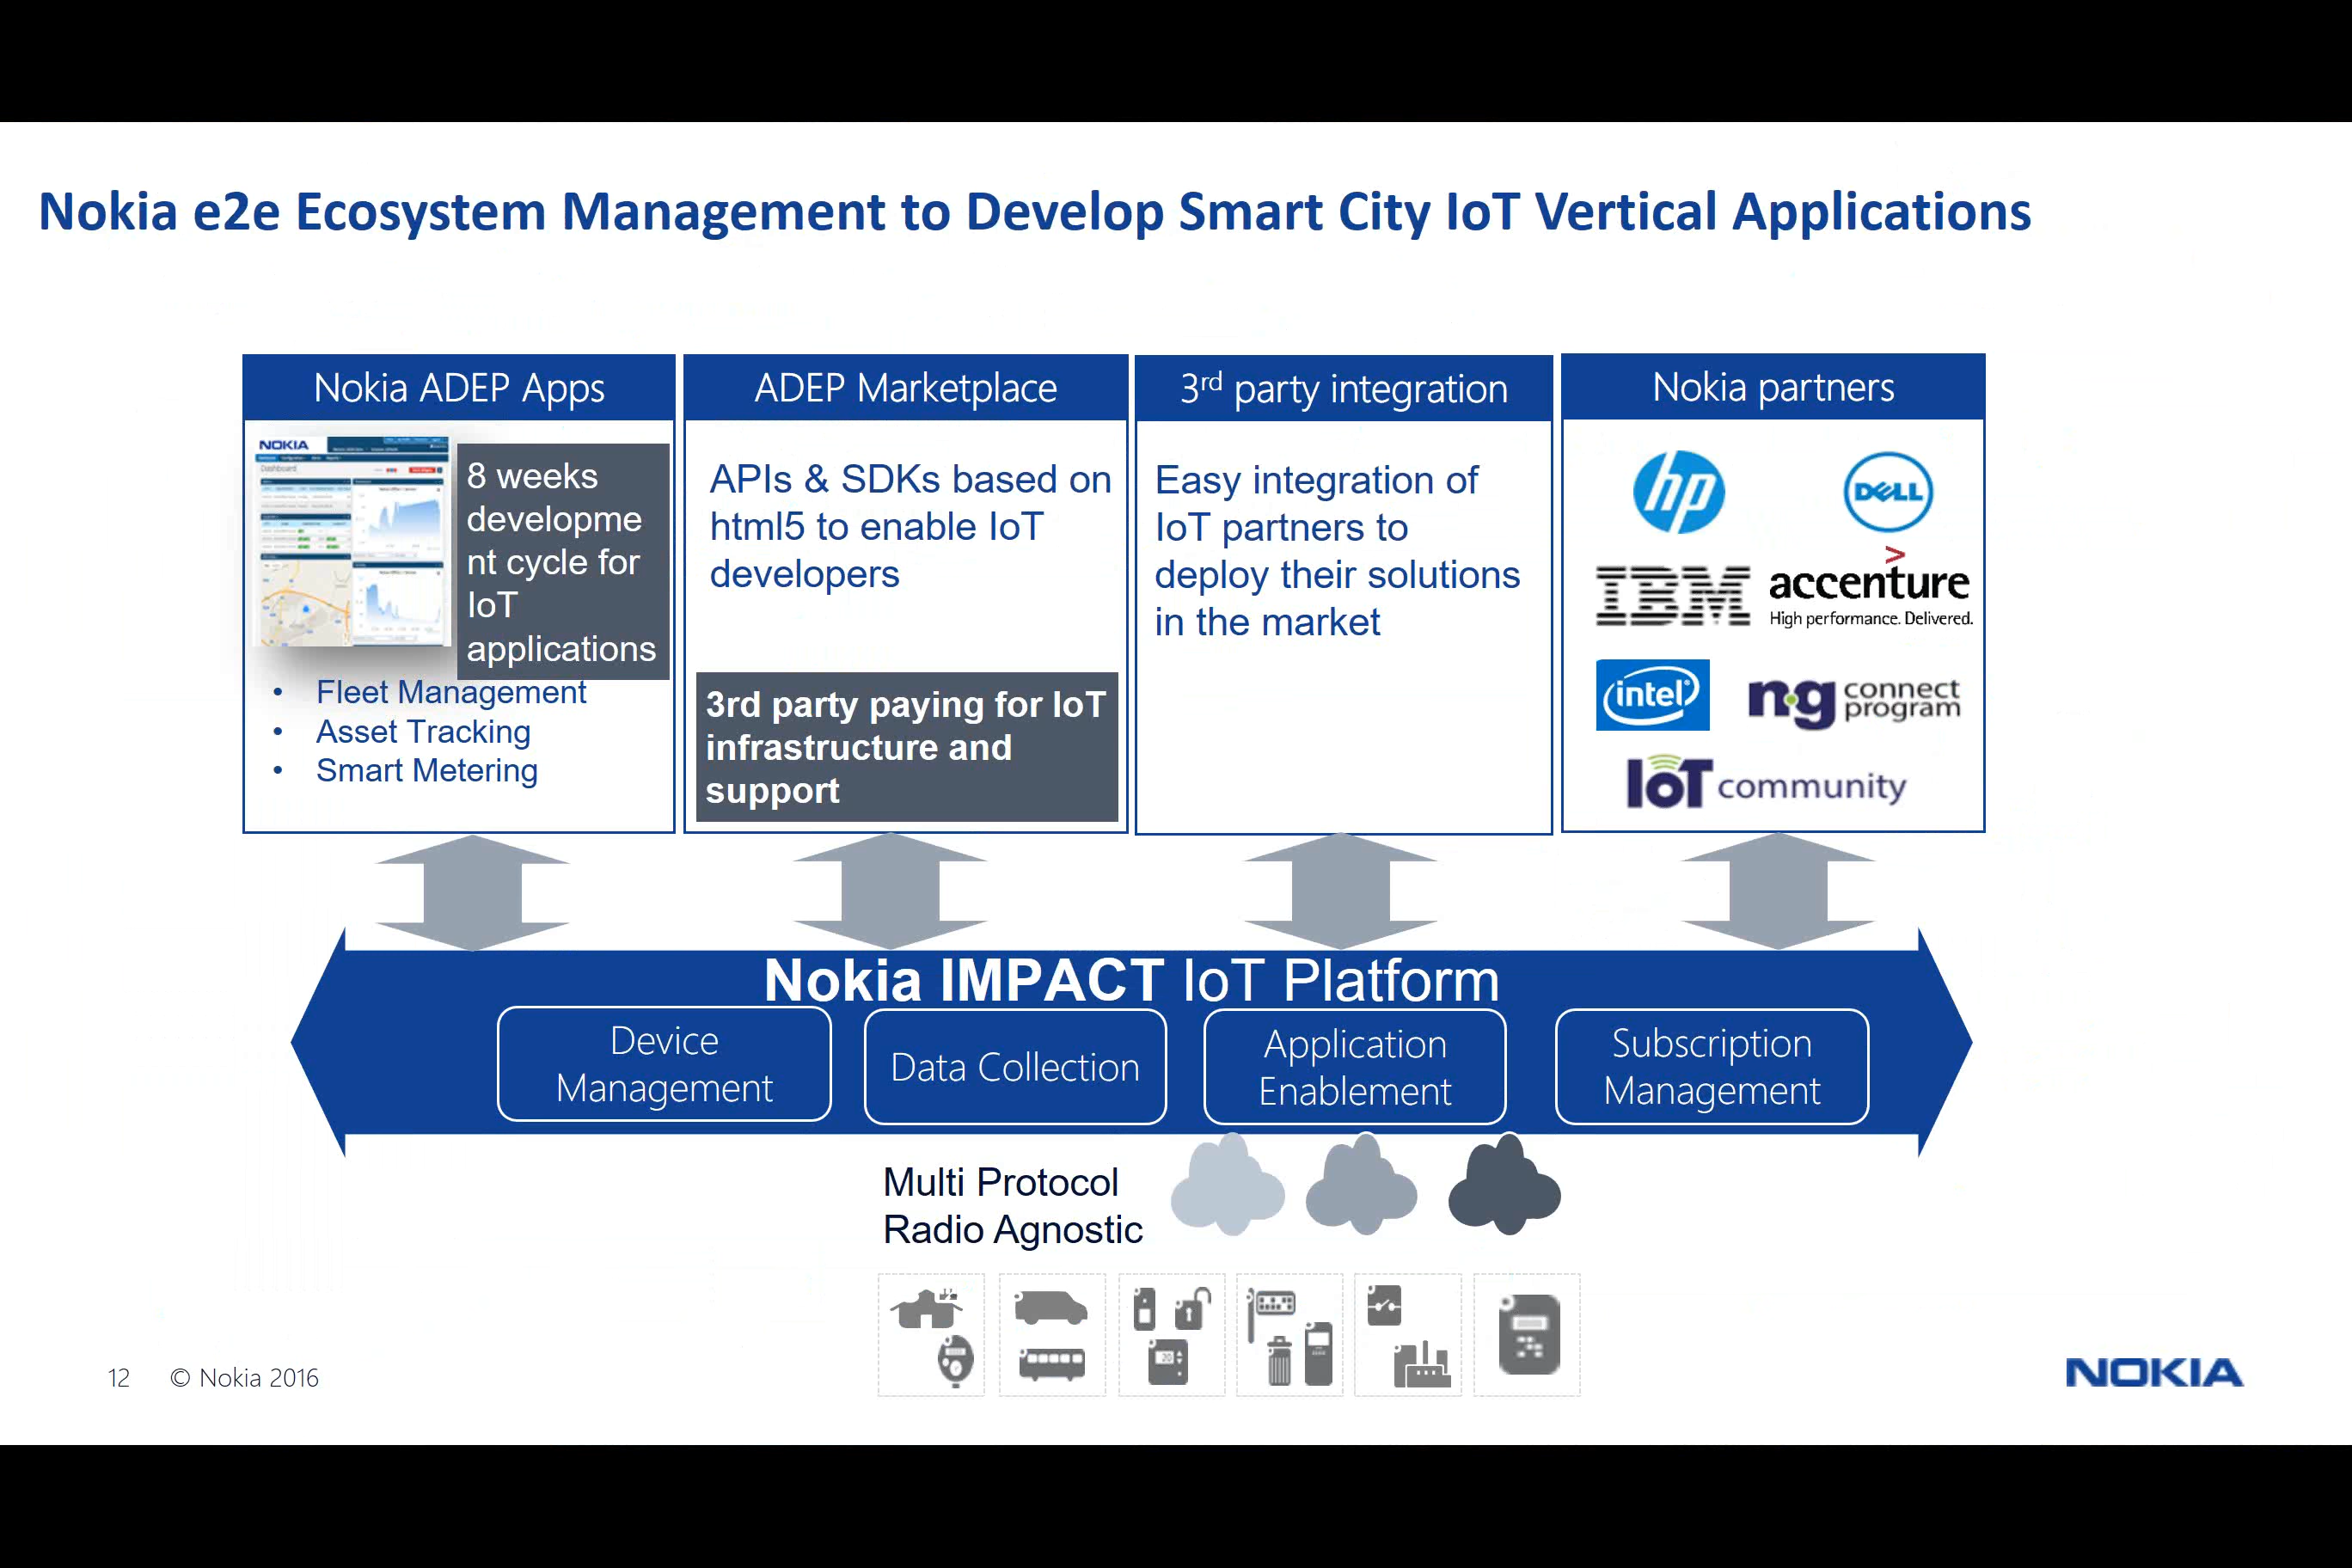 Nokia e2e Ecosystem Management to Develop Smart City IoT Vertical Applications
Nokia ADEP Apps
NOKIA
Dashboard
8 weeks
developme
nt cycle for
IoT
applications
• Fleet Management
• Asset Tracking
• Smart Metering
ADEP Marketplace
APIs & SDKs based on
html5 to enable IoT
developers
3rd party paying for IoT
infrastructure and
support
3rd party integration
Easy integration of
IoT partners to
deploy their solutions
in the market
Nokia partners
hp
DELL
IBM
accenture
High performance. Delivered.
intel
ng connect
program
IoT community
Nokia IMPACT IoT Platform
Device
Management
Data Collection
Application
Enablement
Subscription
Management
Multi Protocol
Radio Agnostic
20
12 © Nokia 2016
NOKIA